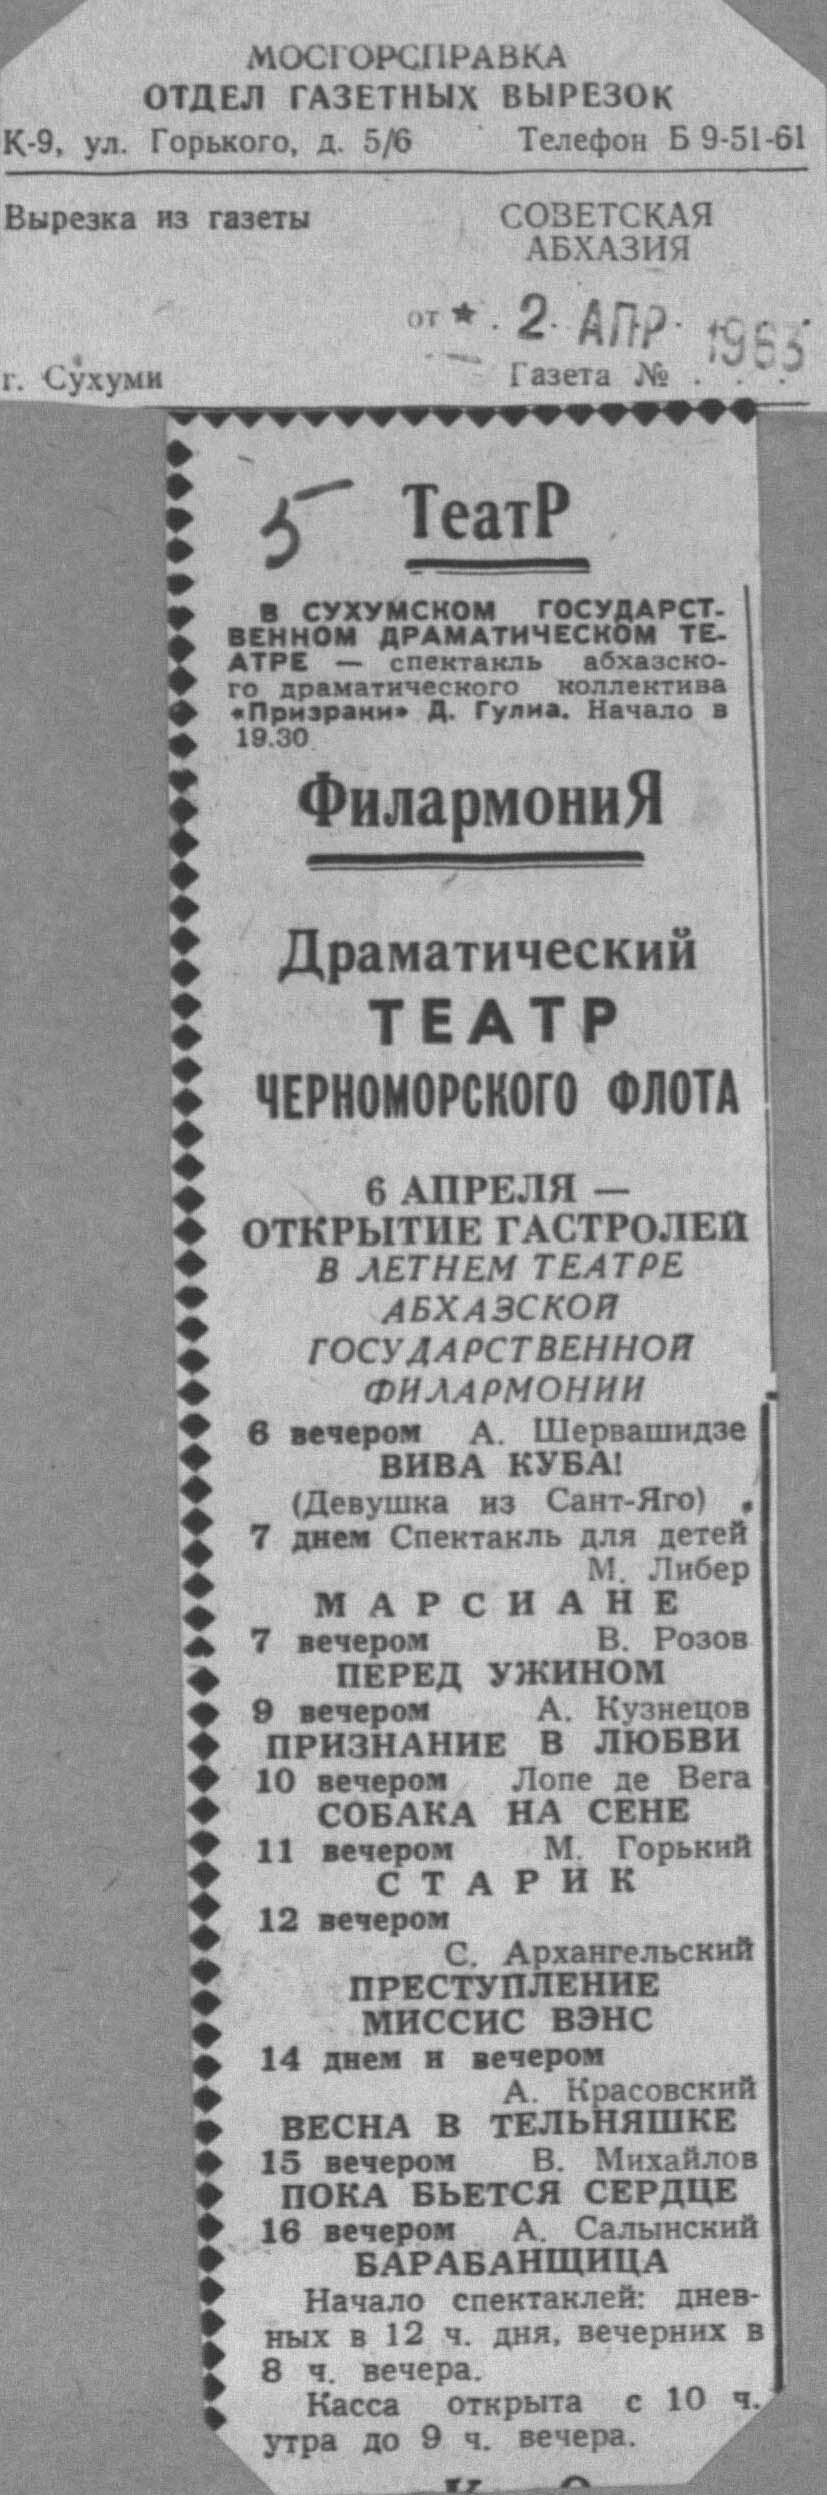 МОСГОРСПРАВКА
ОТДЕЛ ГАЗЕТНЫХ ВЫРЕЗОК
К-9, ул. Горького, д. 5/6 Телефон Б 9-51-61
Вырезка из газеты СОВЕТСКАЯ
АБХАЗИЯ
от ★ . 2 . АПР . 1963
г. Сухуми Газета № . . .
5 ТеатР
В СУХУМСКОМ ГОСУДАРСТ-
ВЕННОМ ДРАМАТИЧЕСКОМ ТЕ-
АТРЕ — спектакль абхазско-
го драматического коллектива
«Призраки» Д. Гулиа. Начало в
19.30
ФилармониЯ
Драматический
ТЕАТР
ЧЕРНОМОРСКОГО ФЛОТА
6 АПРЕЛЯ —
ОТКРЫТИЕ ГАСТРОЛЕЙ
В ЛЕТНЕМ ТЕАТРЕ
АБХАЗСКОЙ
ГОСУДАРСТВЕННОЙ
ФИЛАРМОНИИ
6 вечером А. Шервашидзе
ВИВА КУБА!
(Девушка из Сант-Яго)
7 днем Спектакль для детей
М. Либер
МАРСИАНЕ
7 вечером В. Розов
ПЕРЕД УЖИНОМ
9 вечером А. Кузнецов
ПРИЗНАНИЕ В ЛЮБВИ
10 вечером Лопе де Вега
СОБАКА НА СЕНЕ
11 вечером М. Горький
СТАРИК
12 вечером
С. Архангельский
ПРЕСТУПЛЕНИЕ
МИССИС ВЭНС
14 днем и вечером
А. Красовский
ВЕСНА В ТЕЛЬНЯШКЕ
15 вечером В. Михайлов
ПОКА БЬЕТСЯ СЕРДЦЕ
16 вечером А. Салынский
БАРАБАНЩИЦА
Начало спектаклей: днев-
ных в 12 ч. дня, вечерних в
8 ч. вечера.
Касса открыта с 10 ч.
утра до 9 ч. вечера.